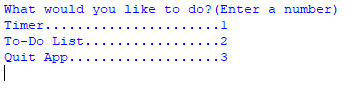 What would you like to do?(Enter a number)
Timer......................1
To-Do List.................2
Quit App...................3